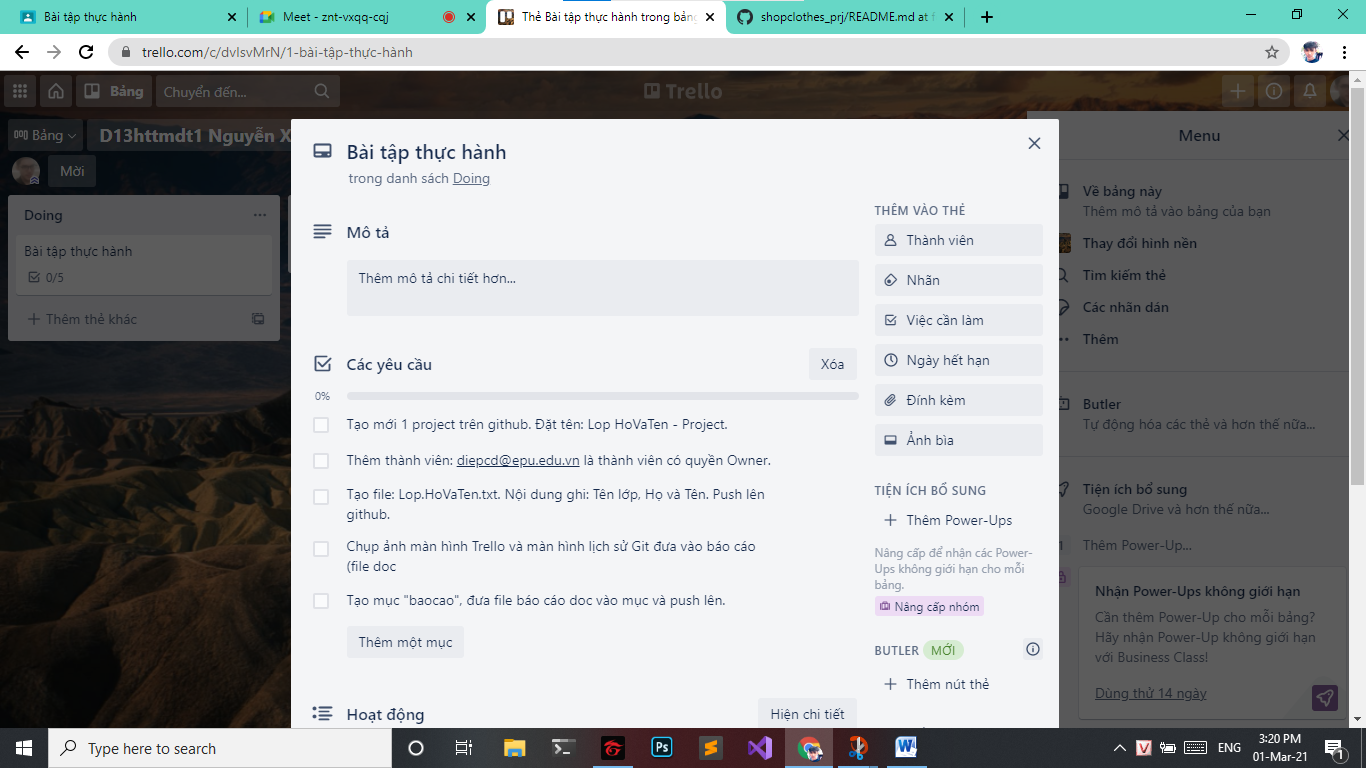 Bài tập thực hành
Meet - znt-vxqq-cqj
Thẻ Bài tập thực hành trong bảng
shopclothes_prj/README.md at
trello.com/c/dvIsvMrN/1-bài-tập-thực-hành
Bảng
Chuyển đến...
Trello
Bảng
D13httmdt1 Nguyễn X
Mời
Doing
Bài tập thực hành
0/5
Thêm thẻ khác
Bài tập thực hành
trong danh sách Doing
Mô tả
Thêm mô tả chi tiết hơn...
Các yêu cầu
Xóa
0%
Tạo mới 1 project trên github. Đặt tên: Lop HoVaTen - Project.
Thêm thành viên: diepcd@epu.edu.vn là thành viên có quyền Owner.
Tạo file: Lop.HoVaTen.txt. Nội dung ghi: Tên lớp, Họ và Tên. Push lên
github.
Chụp ảnh màn hình Trello và màn hình lịch sử Git đưa vào báo cáo
(file doc
Tạo mục "baocao", đưa file báo cáo doc vào mục và push lên.
Thêm một mục
Hoạt động
Hiện chi tiết
THÊM VÀO THẺ
Thành viên
Nhãn
Việc cần làm
Ngày hết hạn
Đính kèm
Ảnh bìa
TIỆN ÍCH BỔ SUNG
Thêm Power-Ups
Nâng cấp để nhận các Power-
Ups không giới hạn cho mỗi
bảng.
Nâng cấp nhóm
BUTLER MỚI
Thêm nút thẻ
Menu
Về bảng này
Thêm mô tả vào bảng của bạn
Thay đổi hình nền
Tìm kiếm thẻ
Các nhãn dán
Thêm
Butler
Tự động hóa các thẻ và hơn thế nữa...
Tiện ích bổ sung
Google Drive và hơn thế nữa...
Thêm Power-Up...
Nhận Power-Ups không giới hạn
Cần thêm Power-Up cho mỗi bảng?
Hãy nhận Power-Up không giới hạn
với Business Class!
Dùng thử 14 ngày
Type here to search
Ps
ENG
3:20 PM
01-Mar-21
1